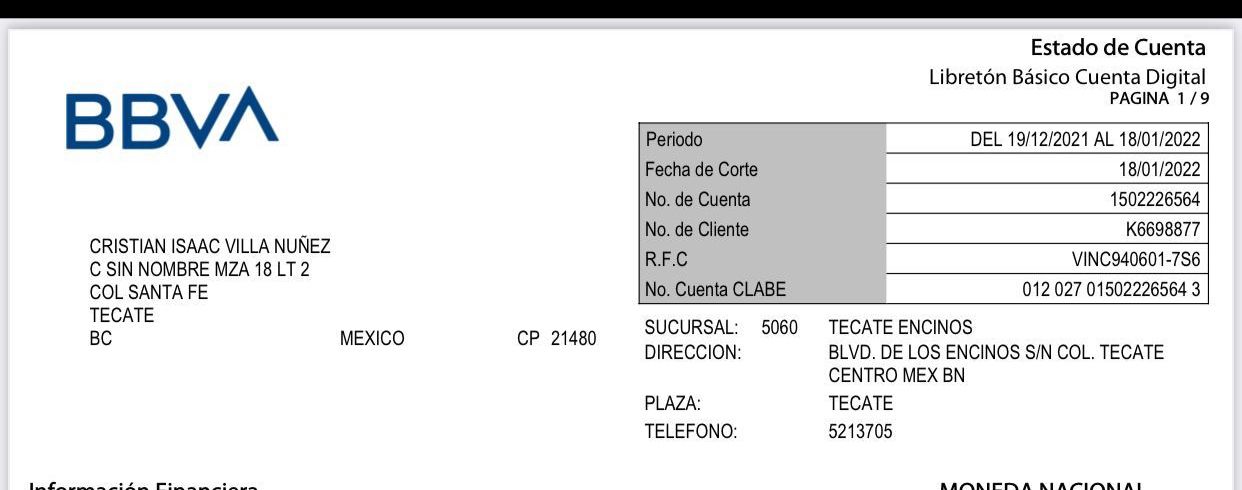 Estado de Cuenta
Libretón Básico Cuenta Digital
PAGINA 1 / 9
BBVA
Periodo DEL 19/12/2021 AL 18/01/2022
Fecha de Corte 18/01/2022
No. de Cuenta 1502226564
No. de Cliente K6698877
R.F.C VINC940601-7S6
No. Cuenta CLABE 012 027 01502226564 3
CRISTIAN ISAAC VILLA NUÑEZ
C SIN NOMBRE MZA 18 LT 2
COL SANTA FE
TECATE
BC MEXICO CP 21480
SUCURSAL: 5060 TECATE ENCINOS
DIRECCION: BLVD. DE LOS ENCINOS S/N COL. TECATE
CENTRO MEX BN
PLAZA: TECATE
TELEFONO: 5213705
Información Financiera MONEDA NACIONAL